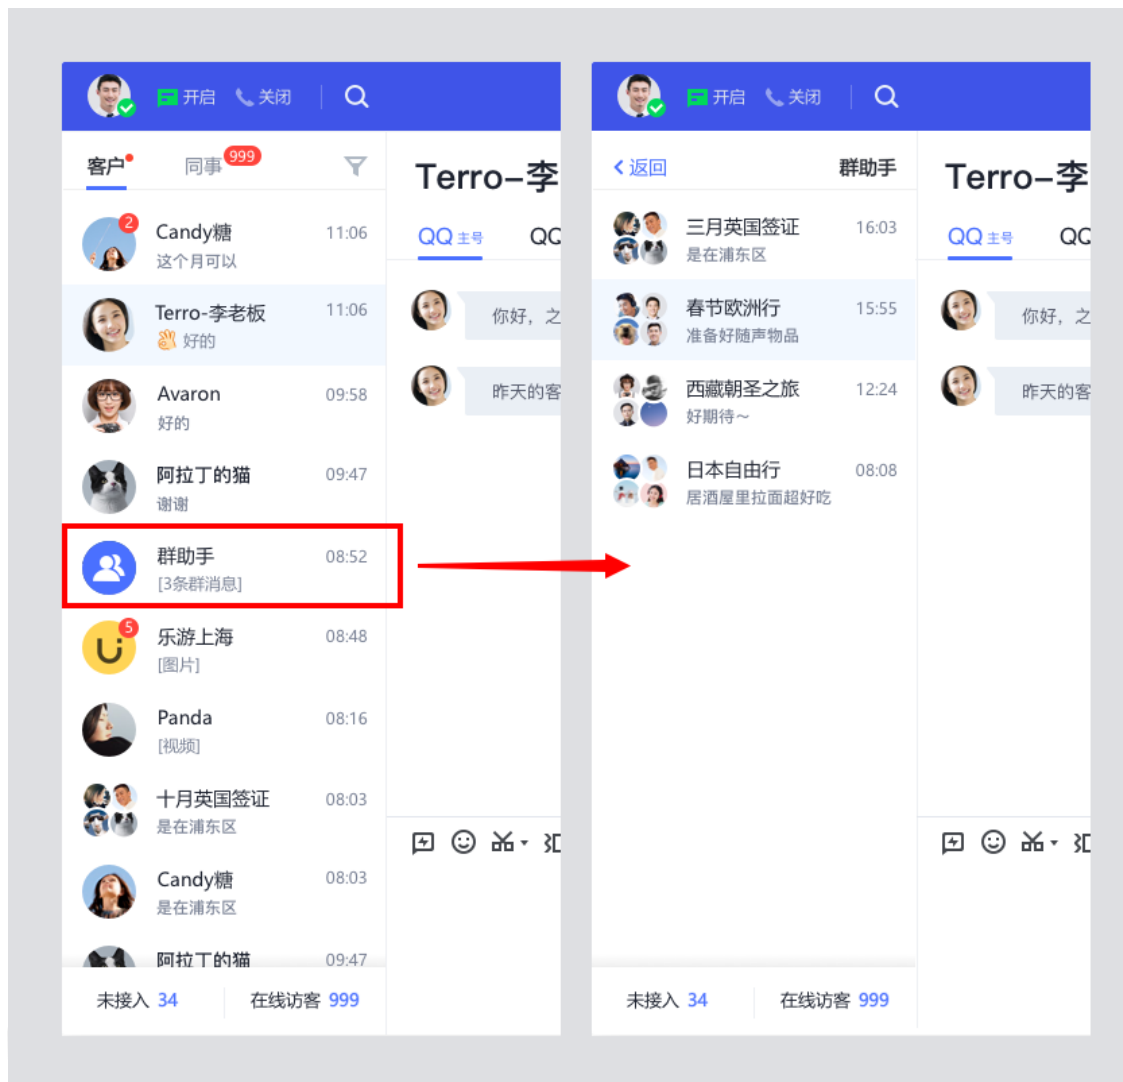 开启 关闭
客户 同事 999
2
Candy糖 11:06
这个月可以
Terro-李老板 11:06
好的
Avaron 09:58
好的
阿拉丁的猫 09:47
谢谢
群助手 08:52
[3条群消息]
5
乐游上海 08:48
[图片]
Panda 08:16
[视频]
十月英国签证 08:03
是在浦东区
Candy糖 08:03
是在浦东区
阿拉丁的猫 09:47
未接入 34 在线访客 999
Terro-李
QQ 主号 QQ
你好，之
昨天的客
开启 关闭
返回 群助手
三月英国签证 16:03
是在浦东区
春节欧洲行 15:55
准备好随声物品
西藏朝圣之旅 12:24
好期待～
日本自由行 08:08
居酒屋里拉面超好吃
未接入 34 在线访客 999
Terro-李
QQ 主号 QQ
你好，之
昨天的客